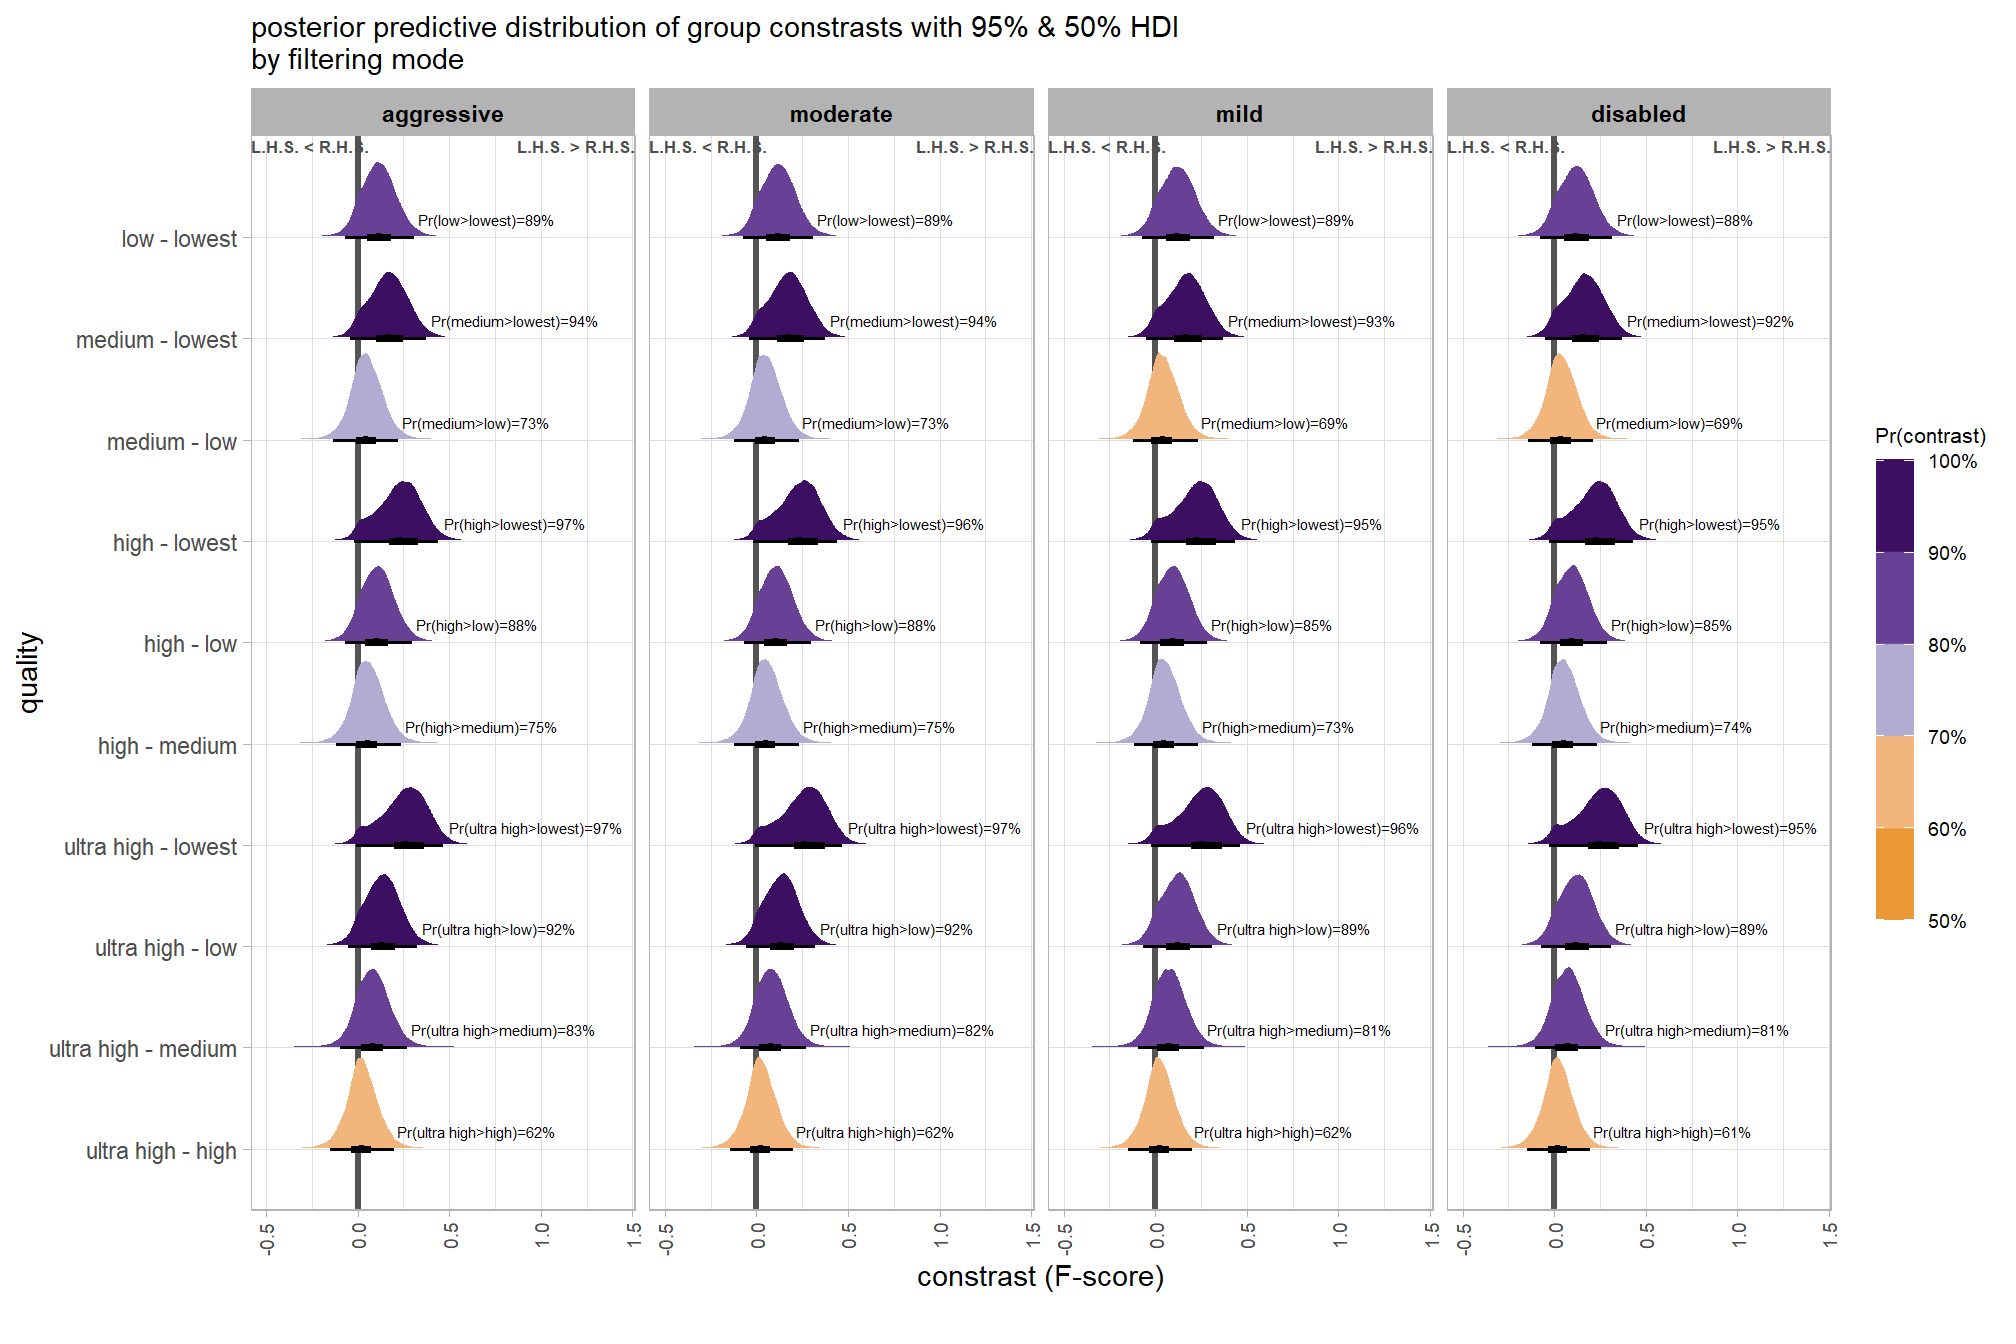 posterior predictive distribution of group constrasts with 95% & 50% HDI
by filtering mode
aggressive
moderate
mild
disabled
L.H.S. < R.H.S. L.H.S. > R.H.S.
L.H.S. < R.H.S. L.H.S. > R.H.S.
L.H.S. < R.H.S. L.H.S. > R.H.S.
L.H.S. < R.H.S. L.H.S. > R.H.S.
quality
low - lowest
Pr(low>lowest)=89%
Pr(low>lowest)=89%
Pr(low>lowest)=89%
Pr(low>lowest)=88%
medium - lowest
Pr(medium>lowest)=94%
Pr(medium>lowest)=94%
Pr(medium>lowest)=93%
Pr(medium>lowest)=92%
medium - low
Pr(medium>low)=73%
Pr(medium>low)=73%
Pr(medium>low)=69%
Pr(medium>low)=69%
high - lowest
Pr(high>lowest)=97%
Pr(high>lowest)=96%
Pr(high>lowest)=95%
Pr(high>lowest)=95%
high - low
Pr(high>low)=88%
Pr(high>low)=88%
Pr(high>low)=85%
Pr(high>low)=85%
high - medium
Pr(high>medium)=75%
Pr(high>medium)=75%
Pr(high>medium)=73%
Pr(high>medium)=74%
ultra high - lowest
Pr(ultra high>lowest)=97%
Pr(ultra high>lowest)=97%
Pr(ultra high>lowest)=96%
Pr(ultra high>lowest)=95%
ultra high - low
Pr(ultra high>low)=92%
Pr(ultra high>low)=92%
Pr(ultra high>low)=89%
Pr(ultra high>low)=89%
ultra high - medium
Pr(ultra high>medium)=83%
Pr(ultra high>medium)=82%
Pr(ultra high>medium)=81%
Pr(ultra high>medium)=81%
ultra high - high
Pr(ultra high>high)=62%
Pr(ultra high>high)=62%
Pr(ultra high>high)=62%
Pr(ultra high>high)=61%
-0.5 0.0 0.5 1.0 1.5
-0.5 0.0 0.5 1.0 1.5
-0.5 0.0 0.5 1.0 1.5
-0.5 0.0 0.5 1.0 1.5
constrast (F-score)
Pr(contrast)
100%
90%
80%
70%
60%
50%